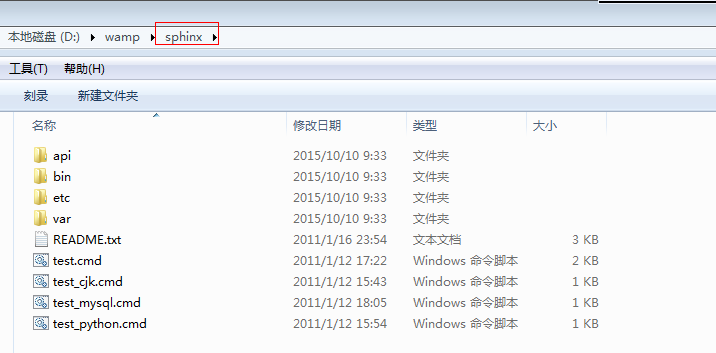 本地磁盘 (D:) wamp sphinx
工具(T) 帮助(H)
刻录 新建文件夹
名称 修改日期 类型 大小
api 2015/10/10 9:33 文件夹
bin 2015/10/10 9:33 文件夹
etc 2015/10/10 9:33 文件夹
var 2015/10/10 9:33 文件夹
README.txt 2011/1/16 23:54 文本文档 3 KB
test.cmd 2011/1/12 17:22 Windows 命令脚本 2 KB
test_cjk.cmd 2011/1/12 15:43 Windows 命令脚本 1 KB
test_mysql.cmd 2011/1/12 18:05 Windows 命令脚本 1 KB
test_python.cmd 2011/1/12 15:54 Windows 命令脚本 1 KB